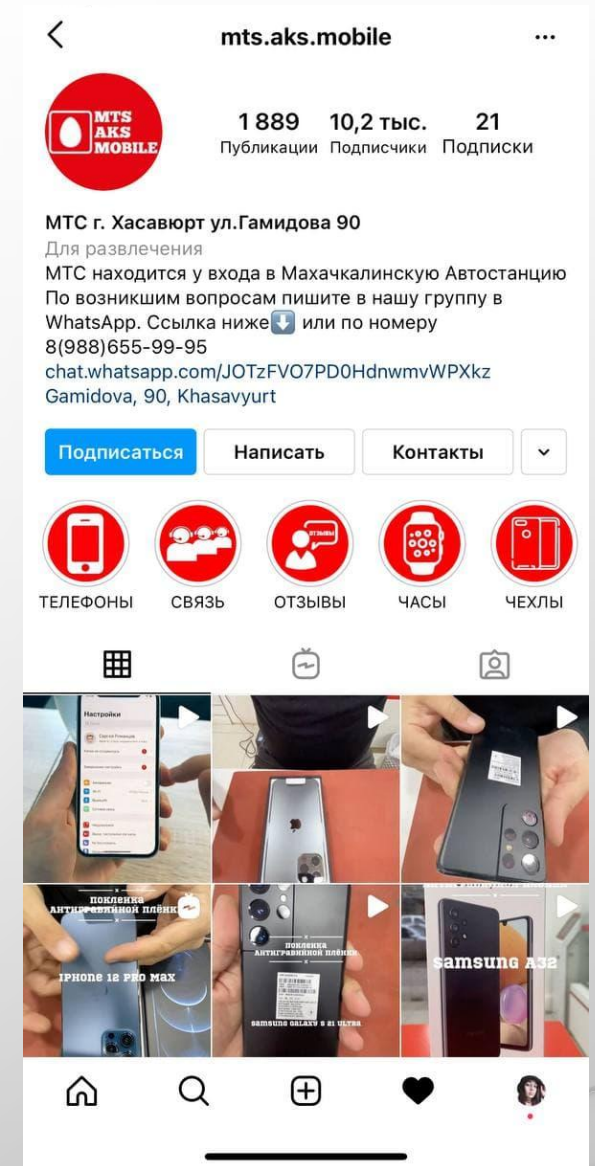 mts.aks.mobile
MTS
AKS
MOBILE
1 889 10,2 тыс. 21
Публикации Подписчики Подписки
МТС г. Хасавюрт ул.Гамидова 90
Для развлечения
МТС находится у входа в Махачкалинскую Автостанцию
По возникшим вопросам пишите в нашу группу в
WhatsApp. Ссылка ниже⬇️ или по номеру
8(988)655-99-95
chat.whatsapp.com/JOTzFVO7PD0HdnwmvWPXkz
Gamidova, 90, Khasavyurt
Подписаться Написать Контакты
ОТЗЫВЫ
ТЕЛЕФОНЫ СВЯЗЬ ОТЗЫВЫ ЧАСЫ ЧЕХЛЫ
Настройки
ПОКЛЕЙКА
АНТИГРАВИЙНОЙ ПЛЁНК
IPHONE 12 PRO MAX
ПОКЛЕЙКА
АНТИГРАВИЙНОЙ ПЛЁНКИ
SAMSUNG GALAXY S 21 ULTRA
SAMSUNG A32